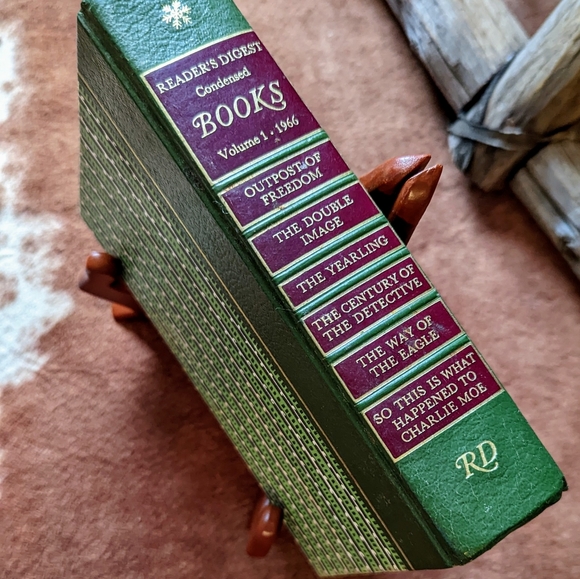 READER'S DIGEST
Condensed
BOOKS
Volume 1 · 1966
OUTPOST OF
FREEDOM
THE DOUBLE
IMAGE
THE YEARLING
THE CENTURY OF
THE DETECTIVE
THE WAY OF
THE EAGLE
SO THIS IS WHAT
HAPPENED TO
CHARLIE MOE
RD